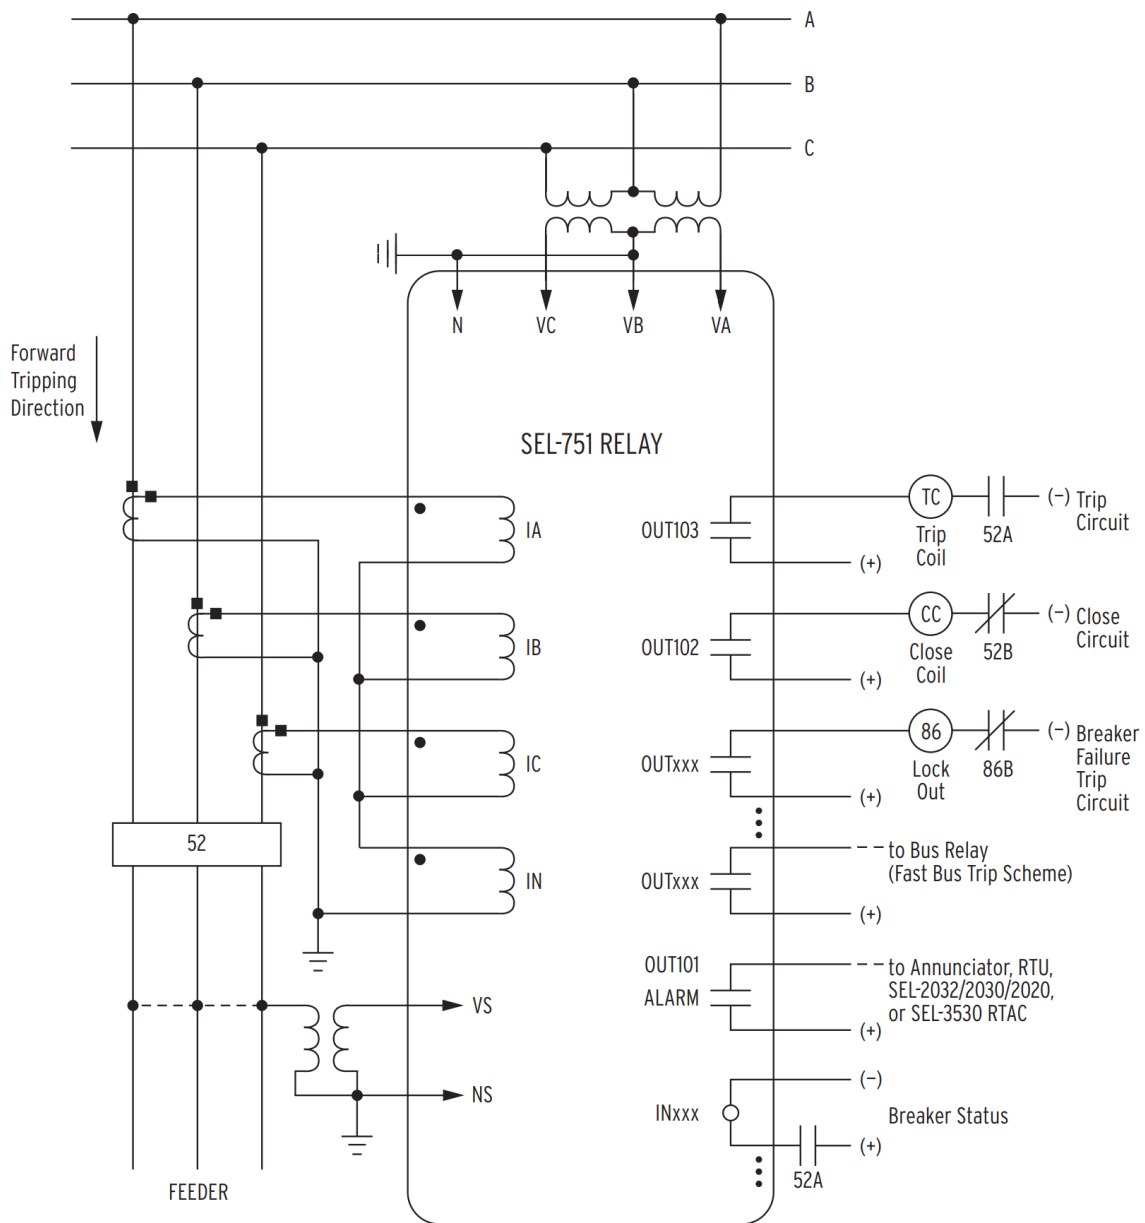 A
B
C
N
VC
VB
VA
Forward
Tripping
Direction
SEL-751 RELAY
IA
OUT103
TC
Trip
Coil
52A
(–) Trip
Circuit
(+)
IB
OUT102
CC
Close
Coil
52B
(–) Close
Circuit
(+)
IC
OUTxxx
86
Lock
Out
86B
(–) Breaker
Failure
Trip
Circuit
(+)
52
IN
OUTxxx
to Bus Relay
(Fast Bus Trip Scheme)
(+)
OUT101
ALARM
to Annunciator, RTU,
SEL-2032/2030/2020,
or SEL-3530 RTAC
(+)
VS
NS
INxxx
(–)
Breaker Status
(+)
52A
FEEDER